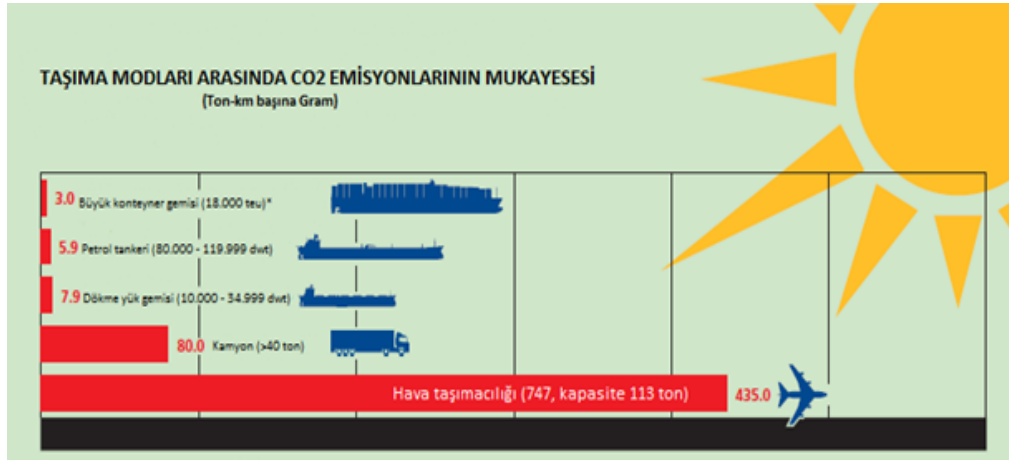 TAŞIMA MODLARI ARASINDA CO2 EMİSYONLARININ MUKAYESESİ
(Ton-km başına Gram)
3.0 Büyük konteyner gemisi (18.000 teu)*
5.9 Petrol tankeri (80.000 - 119.999 dwt)
7.9 Dökme yük gemisi (10.000 - 34.999 dwt)
80.0 Kamyon (>40 ton)
Hava taşımacılığı (747, kapasite 113 ton) 435.0